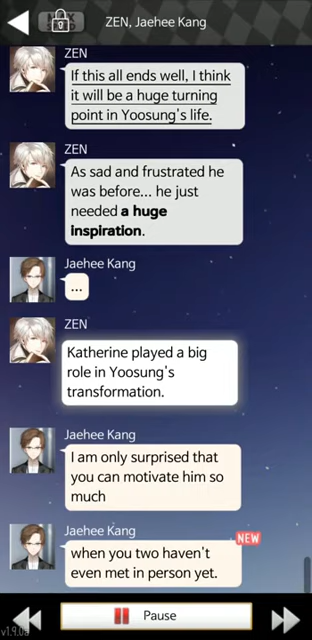 ZEN, Jaehee Kang
ZEN
If this all ends well, I think
it will be a huge turning
point in Yoosung's life.
ZEN
As sad and frustrated he
was before... he just
needed a huge
inspiration.
Jaehee Kang
...
ZEN
Katherine played a big
role in Yoosung's
transformation.
Jaehee Kang
I am only surprised that
you can motivate him so
much
Jaehee Kang
NEW
when you two haven't
even met in person yet.
Pause